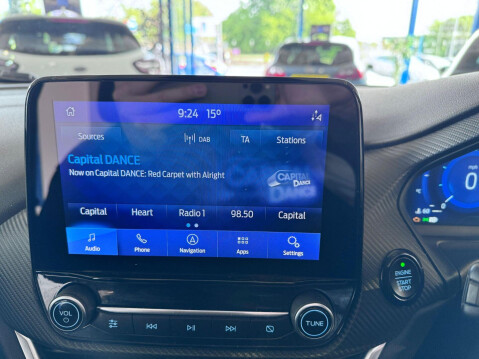 9:24 15°
Sources DAB TA Stations
Capital DANCE
Now on Capital DANCE: Red Carpet with Alright
CAPITAL
DANCE
Capital Heart Radio 1 98.50 Capital
Audio Phone Navigation Apps Settings
VOL
TUNE
ENGINE
START
STOP
0